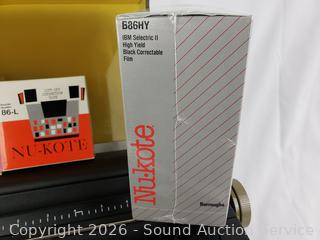 B86HY
IBM Selectric II
High Yield
Black Correctable
Film
Nu-kote
Burroughs
86-L
NU-KOTE
Copyright 2026 - Sound Auction Service